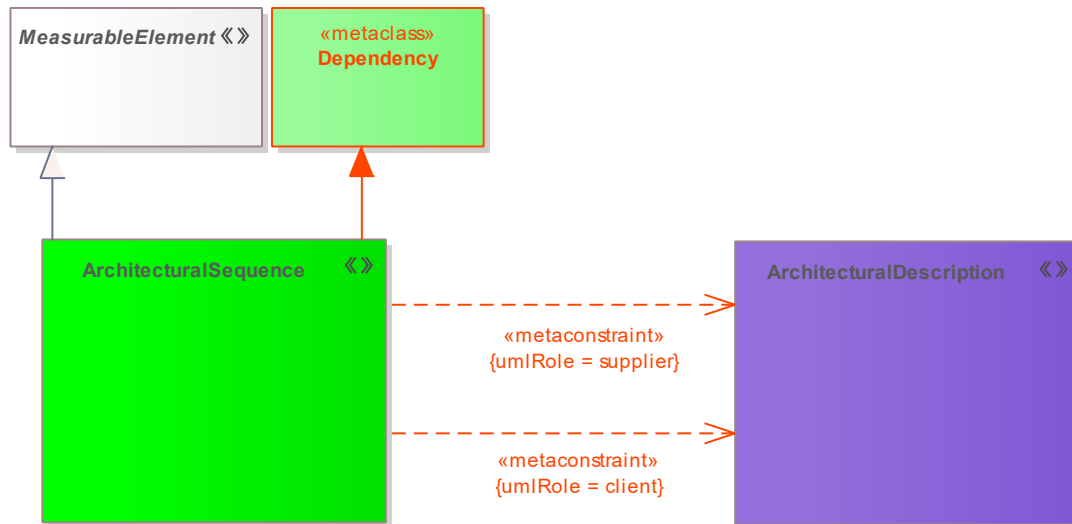 MeasurableElement «»
«metaclass»
Dependency
ArchitecturalSequence «»
ArchitecturalDescription «»
«metaconstraint»
{umlRole = supplier}
«metaconstraint»
{umlRole = client}